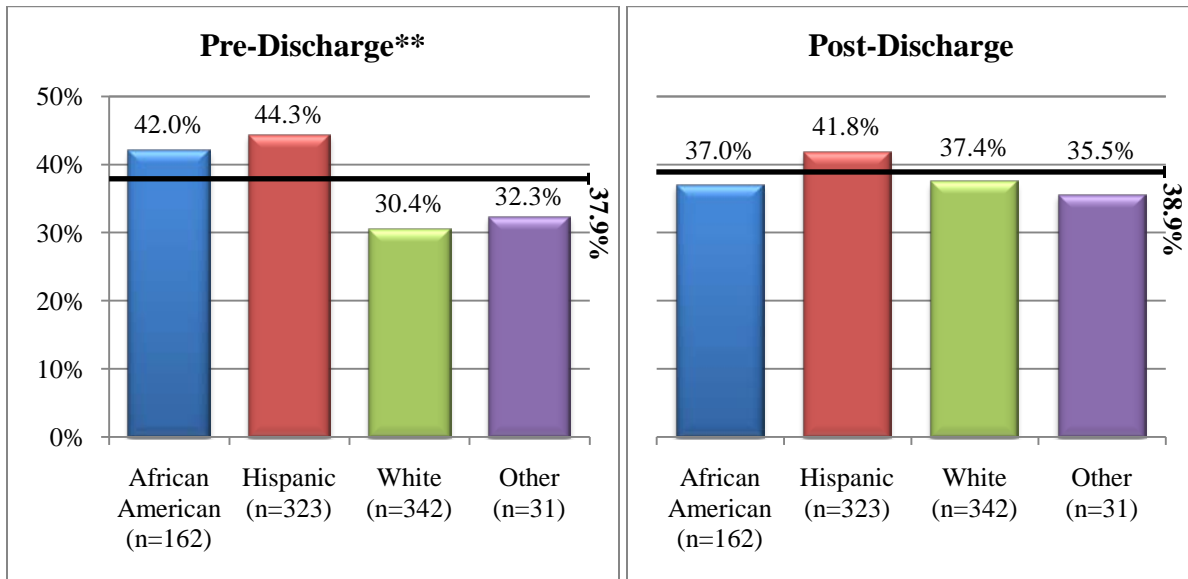 Pre-Discharge**
50%
40%
30%
20%
10%
0%
42.0%
44.3%
30.4%
32.3%
37.9%
African
American
(n=162)
Hispanic
(n=323)
White
(n=342)
Other
(n=31)
Post-Discharge
37.0%
41.8%
37.4%
35.5%
38.9%
African
American
(n=162)
Hispanic
(n=323)
White
(n=342)
Other
(n=31)